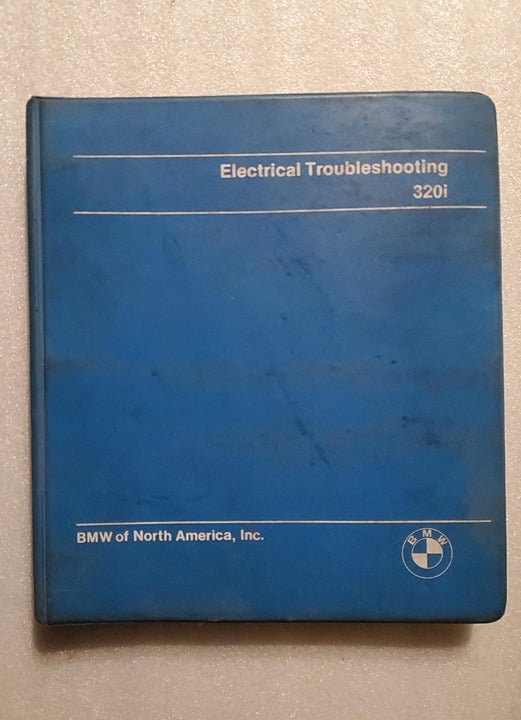 Electrical Troubleshooting
320i
BMW of North America, Inc.
BMW